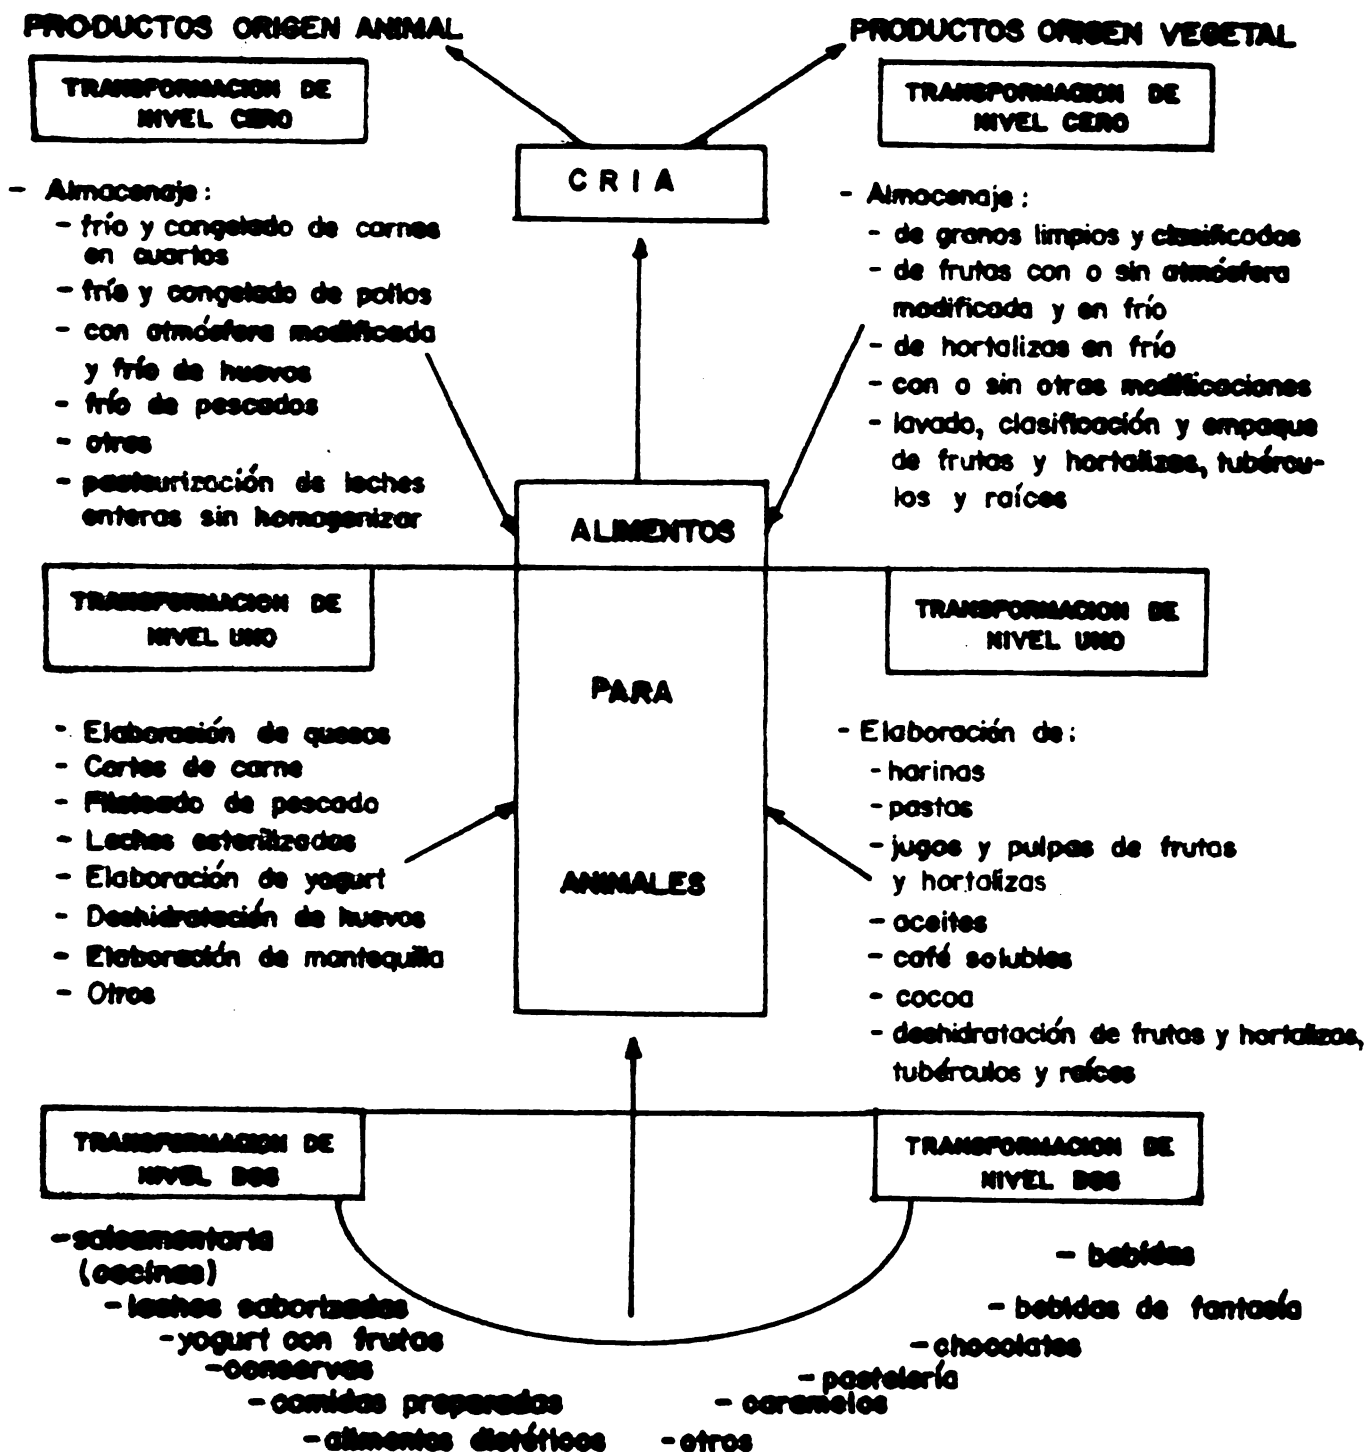 PRODUCTOS ORIGEN ANIMAL
TRANSFORMACION DE
NIVEL CERO
- Almacenaje:
- frío y congelado de carnes
en cuartos
- frío y congelado de pollos
- con atmósfera modificada
y frío de huevos
- frío de pescados
- otros
- pasteurización de leches
enteras sin homogenizar
PRODUCTOS ORIGEN VEGETAL
TRANSFORMACION DE
NIVEL CERO
- Almacenaje:
- de granos limpios y clasificados
- de frutas con o sin atmósfera
modificada y en frío
- de hortalizas en frío
- con o sin otras modificaciones
- lavado, clasificación y empaque
de frutas y hortalizas, tubércu-
los y raíces
CRIA
ALIMENTOS
PARA
ANIMALES
TRANSFORMACION DE
NIVEL UNO
- Elaboración de quesos
- Cortes de carne
- Fileteado de pescado
- Leches esterilizadas
- Elaboración de yogurt
- Deshidratación de huevos
- Elaboración de mantequilla
- Otros
TRANSFORMACION DE
NIVEL UNO
- Elaboración de:
- harinas
- pastas
- jugos y pulpas de frutas
y hortalizas
- aceites
- café solubles
- cocoa
- deshidratación de frutas y hortalizas,
tubérculos y raíces
TRANSFORMACION DE
NIVEL DOS
- salsamentaria
(cecinas)
- leches saborizadas
- yogurt con frutas
- conservas
- comidas preparadas
- alimentos dietéticos
TRANSFORMACION DE
NIVEL DOS
- bebidas
- bebidas de fantasía
- chocolates
- pastelería
- caramelos
- otros